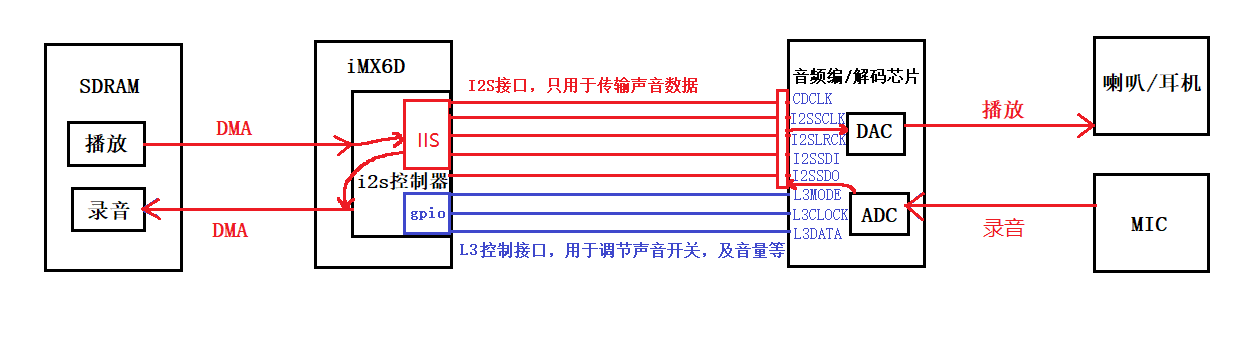 SDRAM
播放
录音
DMA
DMA
iMX6D
IIS
i2s控制器
gpio
I2S接口，只用于传输声音数据
L3控制接口，用于调节声音开关，及音量等
音频编/解码芯片
CDCLK
I2SSCLK
I2SLRCK
I2SSDI
I2SSDO
L3MODE
L3CLOCK
L3DATA
DAC
ADC
播放
录音
喇叭/耳机
MIC